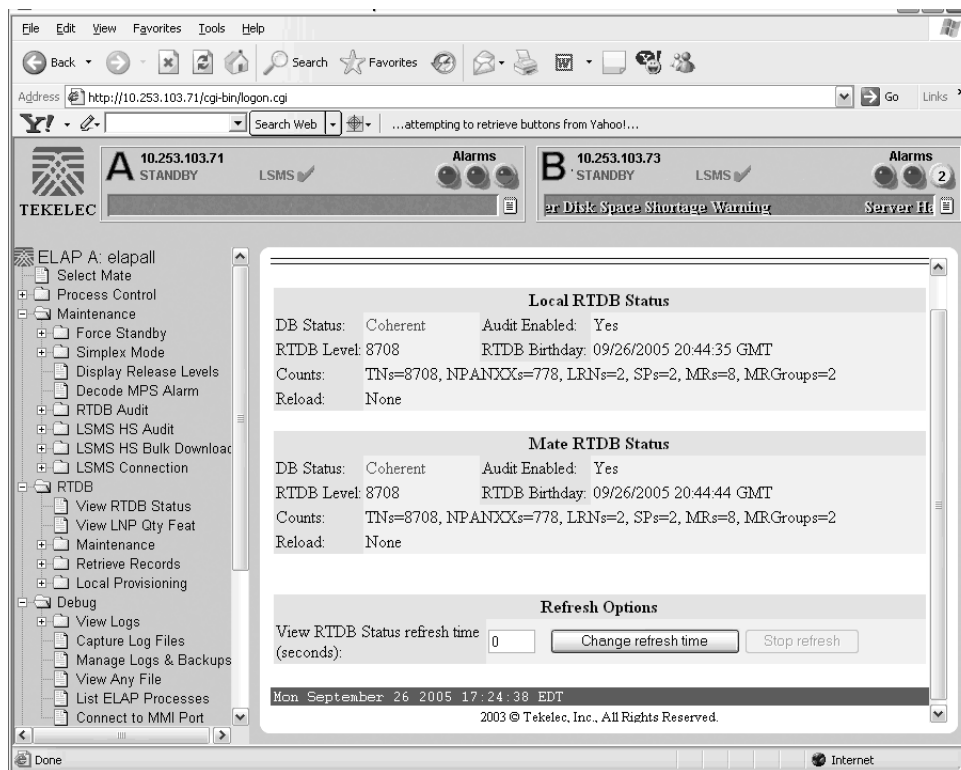 File Edit View Favorites Tools Help
Back Search Favorites
Address http://10.253.103.71/cgi-bin/logon.cgi Go Links
Y! Search Web ...attempting to retrieve buttons from Yahoo!...
TEKELEC
A 10.253.103.71 Alarms
STANDBY LSMS
B 10.253.103.73 Alarms
STANDBY LSMS 2
er Disk Space Shortage Warning Server Ha
ELAP A: elapall
Select Mate
Process Control
Maintenance
Force Standby
Simplex Mode
Display Release Levels
Decode MPS Alarm
RTDB Audit
LSMS HS Audit
LSMS HS Bulk Downloac
LSMS Connection
RTDB
View RTDB Status
View LNP Qty Feat
Maintenance
Retrieve Records
Local Provisioning
Debug
View Logs
Capture Log Files
Manage Logs & Backups
View Any File
List ELAP Processes
Connect to MMI Port
Local RTDB Status
DB Status: Coherent Audit Enabled: Yes
RTDB Level: 8708 RTDB Birthday: 09/26/2005 20:44:35 GMT
Counts: TNs=8708, NPANXXs=778, LRNs=2, SPs=2, MRs=8, MRGroups=2
Reload: None
Mate RTDB Status
DB Status: Coherent Audit Enabled: Yes
RTDB Level: 8708 RTDB Birthday: 09/26/2005 20:44:44 GMT
Counts: TNs=8708, NPANXXs=778, LRNs=2, SPs=2, MRs=8, MRGroups=2
Reload: None
Refresh Options
View RTDB Status refresh time
(seconds): 0 Change refresh time Stop refresh
Mon September 26 2005 17:24:38 EDT
2003 © Tekelec, Inc., All Rights Reserved.
Done Internet